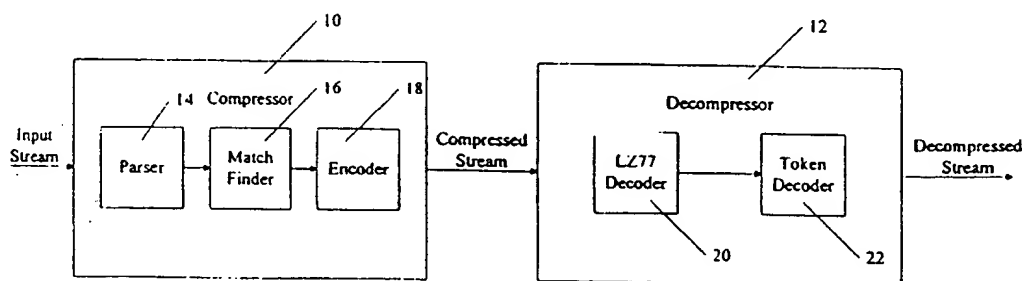 10
12
Compressor
14
16
18
Decompressor
Input
Stream
Parser
Match
Finder
Encoder
Compressed
Stream
LZ77
Decoder
Token
Decoder
Decompressed
Stream
20
22